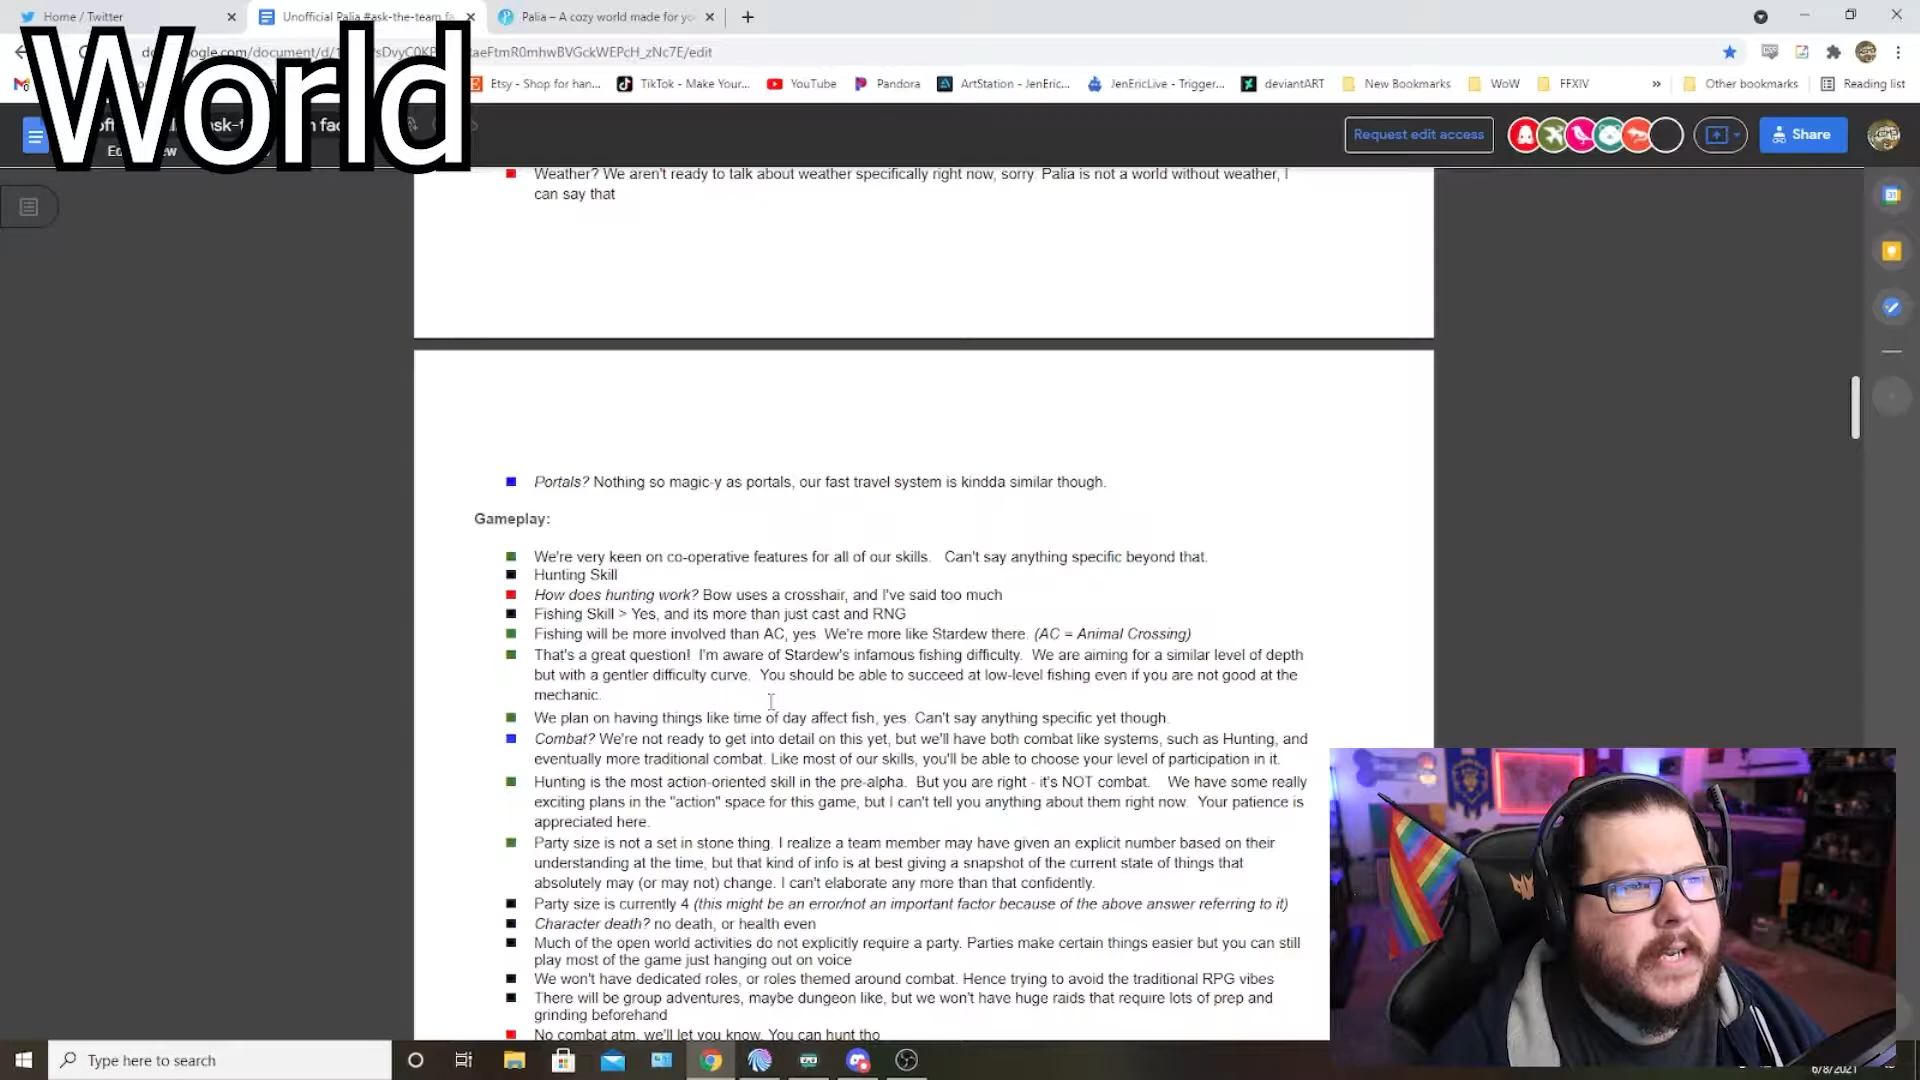 Home / Twitter
Unofficial Palia #ask-the-team fa
Palia – A cozy world made for yo
World
google.com/document/d/
aeFtmR0mhwBVGckWEPcH_zNc7E/edit
Etsy - Shop for han...
TikTok - Make Your...
YouTube
Pandora
ArtStation - JenEric...
JenEricLive - Trigger...
deviantART
New Bookmarks
WoW
FFXIV
»
Other bookmarks
Reading list
Request edit access
Share
Weather? We aren't ready to talk about weather specifically right now, sorry. Palia is not a world without weather, I
can say that
Portals? Nothing so magic-y as portals, our fast travel system is kindda similar though.
Gameplay:
We're very keen on co-operative features for all of our skills. Can't say anything specific beyond that.
Hunting Skill
How does hunting work? Bow uses a crosshair, and I've said too much
Fishing Skill > Yes, and its more than just cast and RNG
Fishing will be more involved than AC, yes. We're more like Stardew there. (AC = Animal Crossing)
That's a great question! I'm aware of Stardew's infamous fishing difficulty. We are aiming for a similar level of depth
but with a gentler difficulty curve. You should be able to succeed at low-level fishing even if you are not good at the
mechanic.
We plan on having things like time of day affect fish, yes. Can't say anything specific yet though.
Combat? We're not ready to get into detail on this yet, but we'll have both combat like systems, such as Hunting, and
eventually more traditional combat. Like most of our skills, you'll be able to choose your level of participation in it.
Hunting is the most action-oriented skill in the pre-alpha. But you are right - it's NOT combat. We have some really
exciting plans in the "action" space for this game, but I can't tell you anything about them right now. Your patience is
appreciated here.
Party size is not a set in stone thing. I realize a team member may have given an explicit number based on their
understanding at the time, but that kind of info is at best giving a snapshot of the current state of things that
absolutely may (or may not) change. I can't elaborate any more than that confidently.
Party size is currently 4 (this might be an error/not an important factor because of the above answer referring to it)
Character death? no death, or health even
Much of the open world activities do not explicitly require a party. Parties make certain things easier but you can still
play most of the game just hanging out on voice
We won't have dedicated roles, or roles themed around combat. Hence trying to avoid the traditional RPG vibes
There will be group adventures, maybe dungeon like, but we won't have huge raids that require lots of prep and
grinding beforehand
No combat atm, we'll let you know. You can hunt tho
Type here to search
6/8/2021